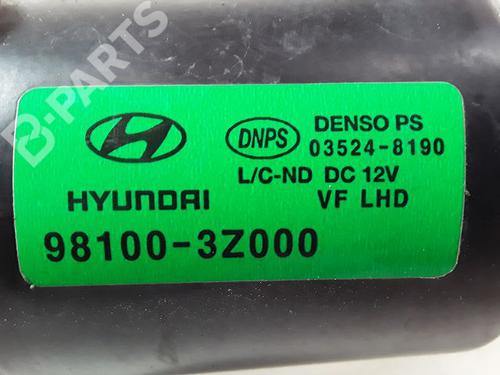 B-PARTS
DNPS
DENSO PS
03524-8190
L/C-ND DC 12V
HYUNDAI
VF LHD
98100-3Z000